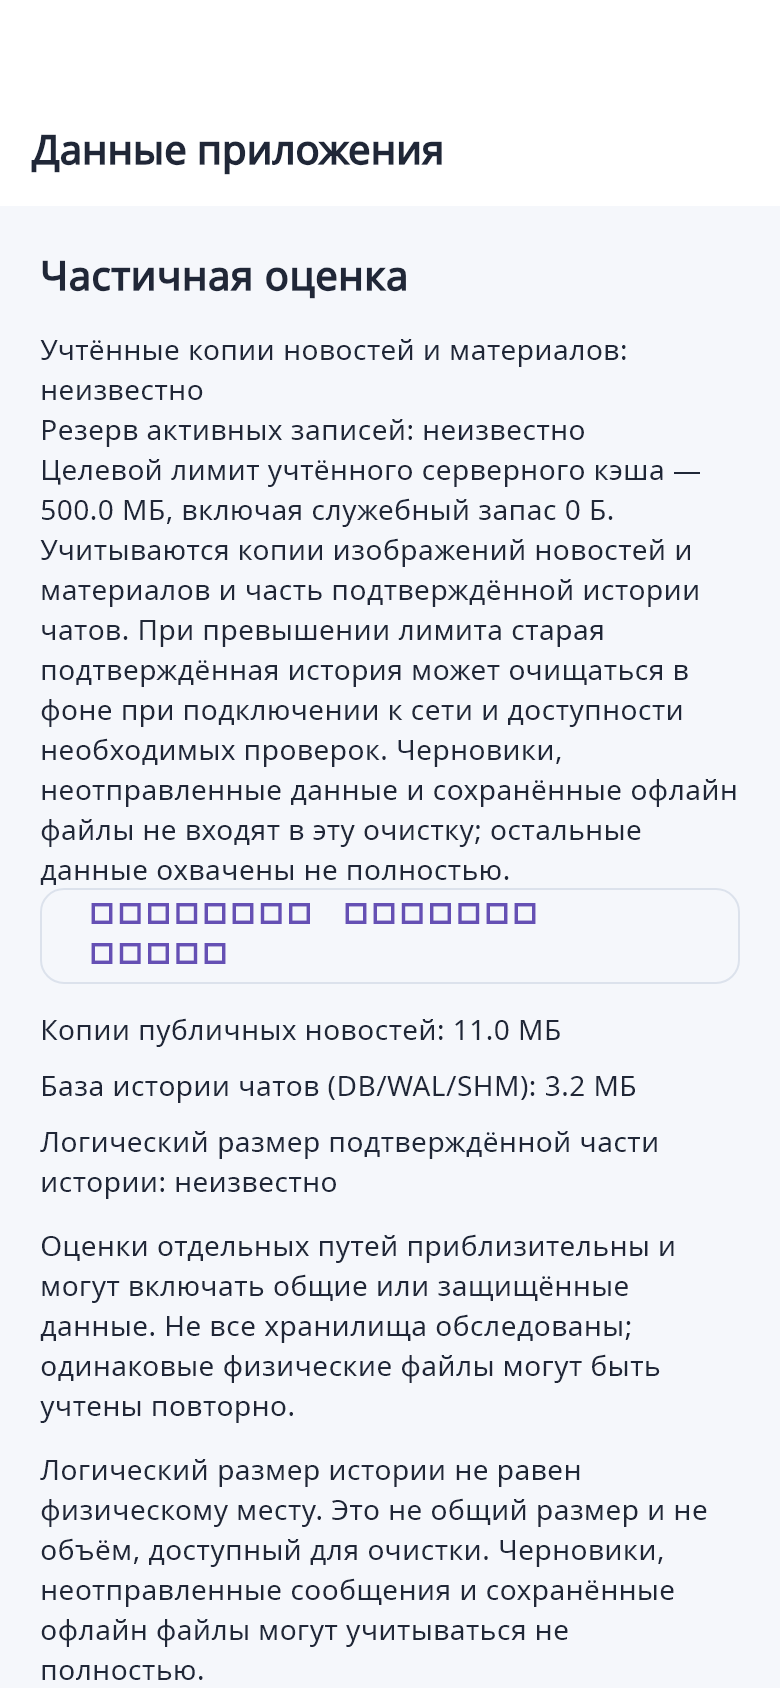 Данные приложения
Частичная оценка
Учтённые копии новостей и материалов:
неизвестно
Резерв активных записей: неизвестно
Целевой лимит учтённого серверного кэша —
500.0 МБ, включая служебный запас 0 Б.
Учитываются копии изображений новостей и
материалов и часть подтверждённой истории
чатов. При превышении лимита старая
подтверждённая история может очищаться в
фоне при подключении к сети и доступности
необходимых проверок. Черновики,
неотправленные данные и сохранённые офлайн
файлы не входят в эту очистку; остальные
данные охвачены не полностью.
Копии публичных новостей: 11.0 МБ
База истории чатов (DB/WAL/SHM): 3.2 МБ
Логический размер подтверждённой части
истории: неизвестно
Оценки отдельных путей приблизительны и
могут включать общие или защищённые
данные. Не все хранилища обследованы;
одинаковые физические файлы могут быть
учтены повторно.
Логический размер истории не равен
физическому месту. Это не общий размер и не
объём, доступный для очистки. Черновики,
неотправленные сообщения и сохранённые
офлайн файлы могут учитываться не
полностью.